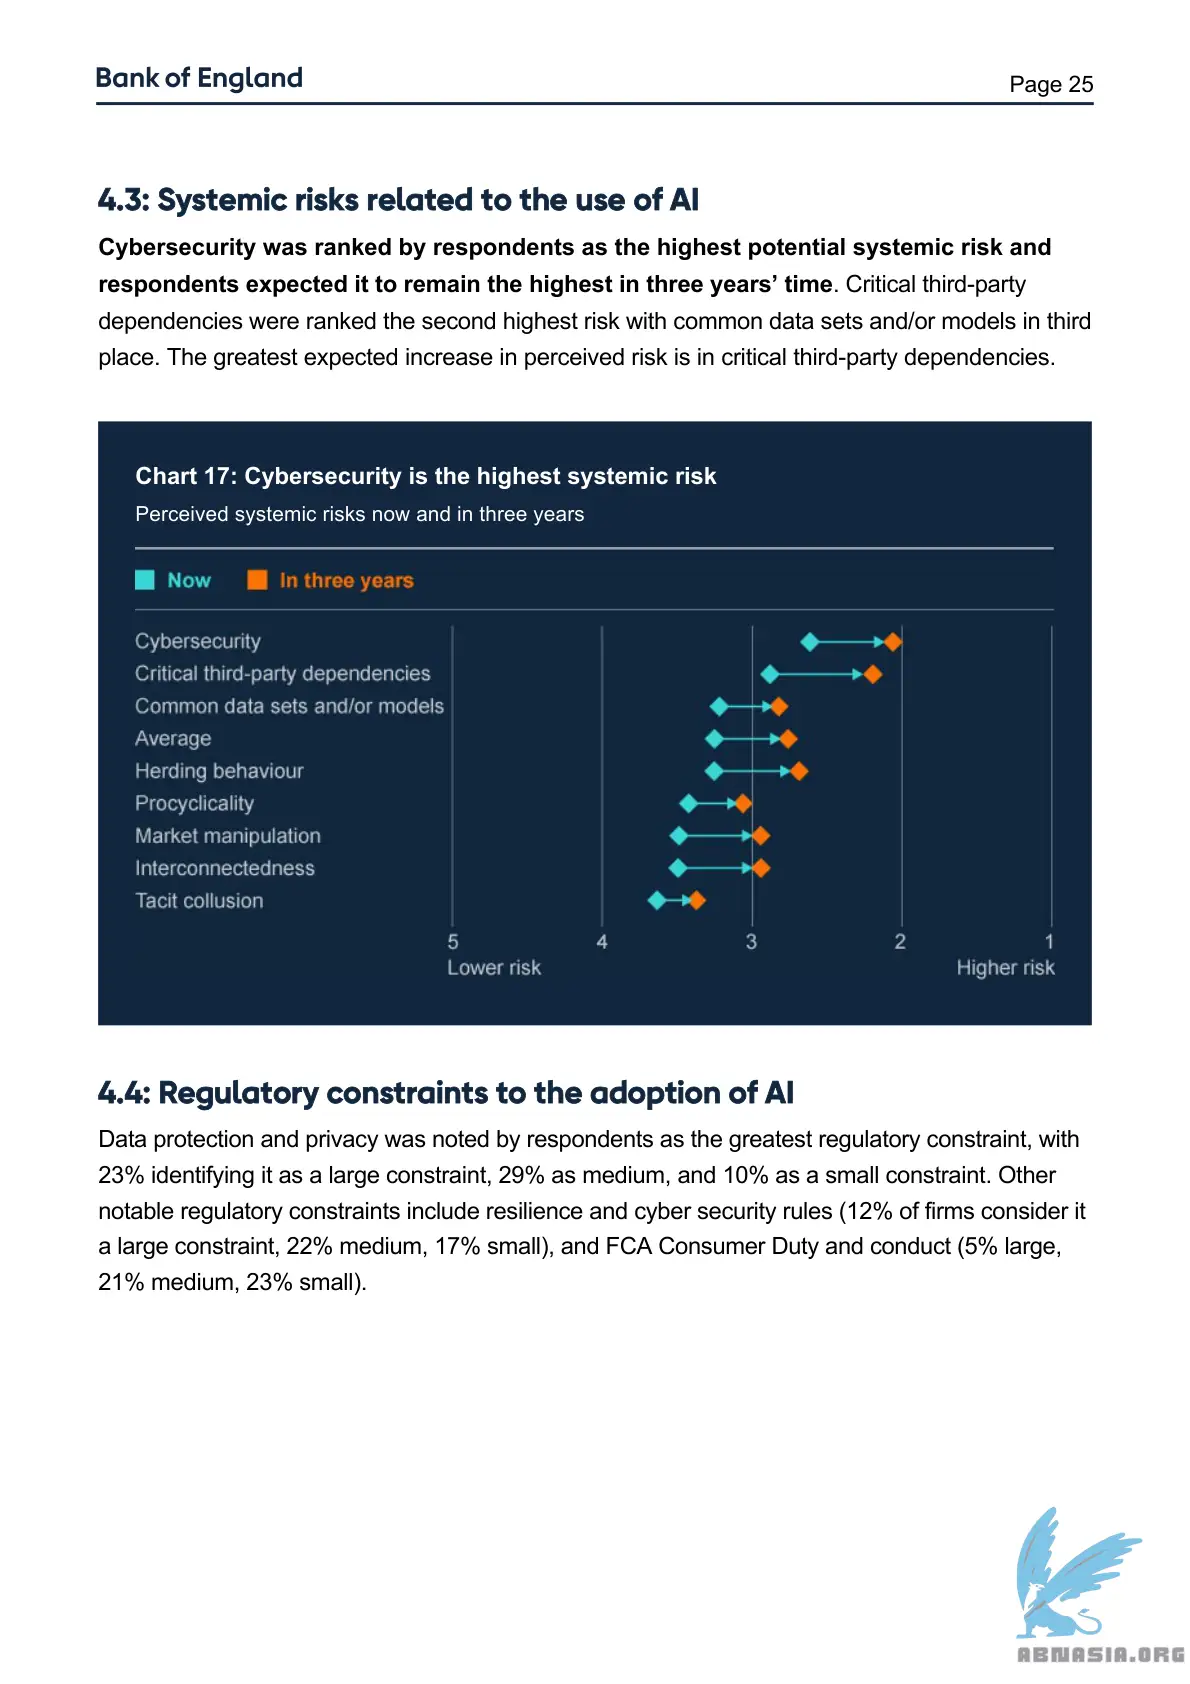 Bank of England
Page 25
4.3: Systemic risks related to the use of AI
Cybersecurity was ranked by respondents as the highest potential systemic risk and
respondents expected it to remain the highest in three years’ time. Critical third-party
dependencies were ranked the second highest risk with common data sets and/or models in third
place. The greatest expected increase in perceived risk is in critical third-party dependencies.
Chart 17: Cybersecurity is the highest systemic risk
Perceived systemic risks now and in three years
Now In three years
Cybersecurity
Critical third-party dependencies
Common data sets and/or models
Average
Herding behaviour
Procyclicality
Market manipulation
Interconnectedness
Tacit collusion
5 4 3 2 1
Lower risk Higher risk
4.4: Regulatory constraints to the adoption of AI
Data protection and privacy was noted by respondents as the greatest regulatory constraint, with
23% identifying it as a large constraint, 29% as medium, and 10% as a small constraint. Other
notable regulatory constraints include resilience and cyber security rules (12% of firms consider it
a large constraint, 22% medium, 17% small), and FCA Consumer Duty and conduct (5% large,
21% medium, 23% small).
ABNASIA.ORG